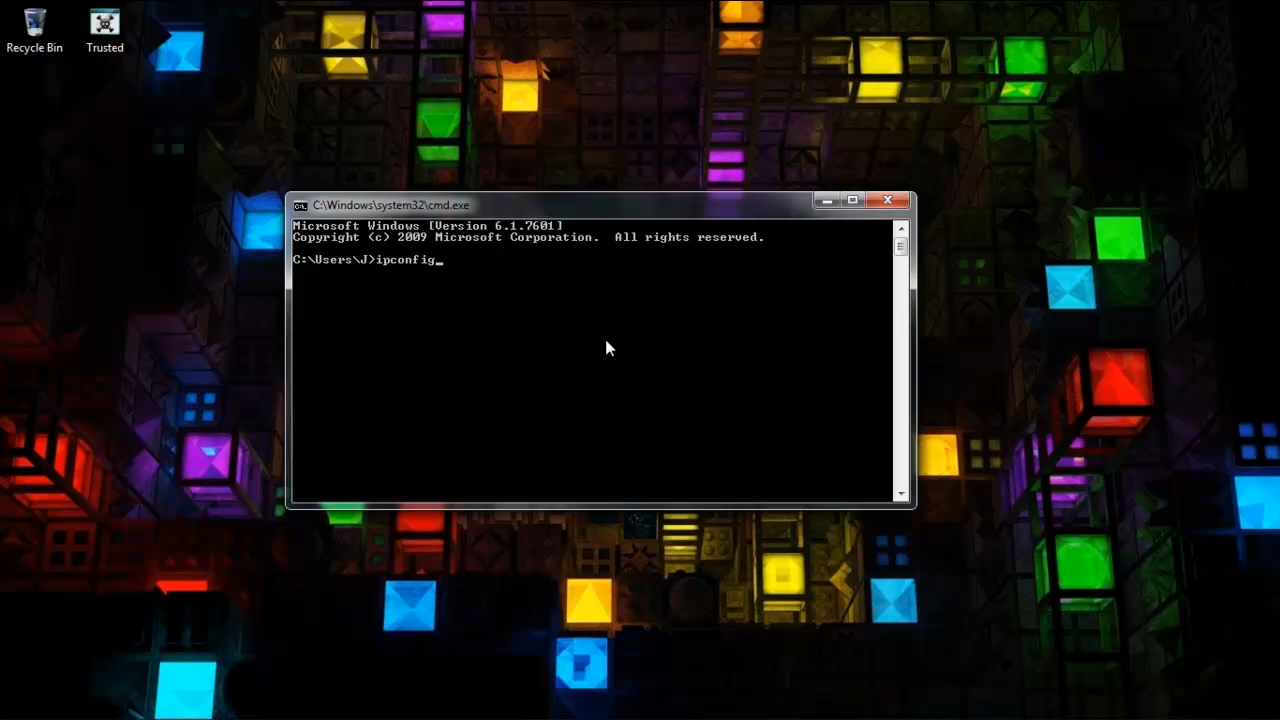 Recycle Bin
Trusted
C:\Windows\system32\cmd.exe
Microsoft Windows [Version 6.1.7601]
Copyright (c) 2009 Microsoft Corporation.  All rights reserved.
C:\Users\J>ipconfig_